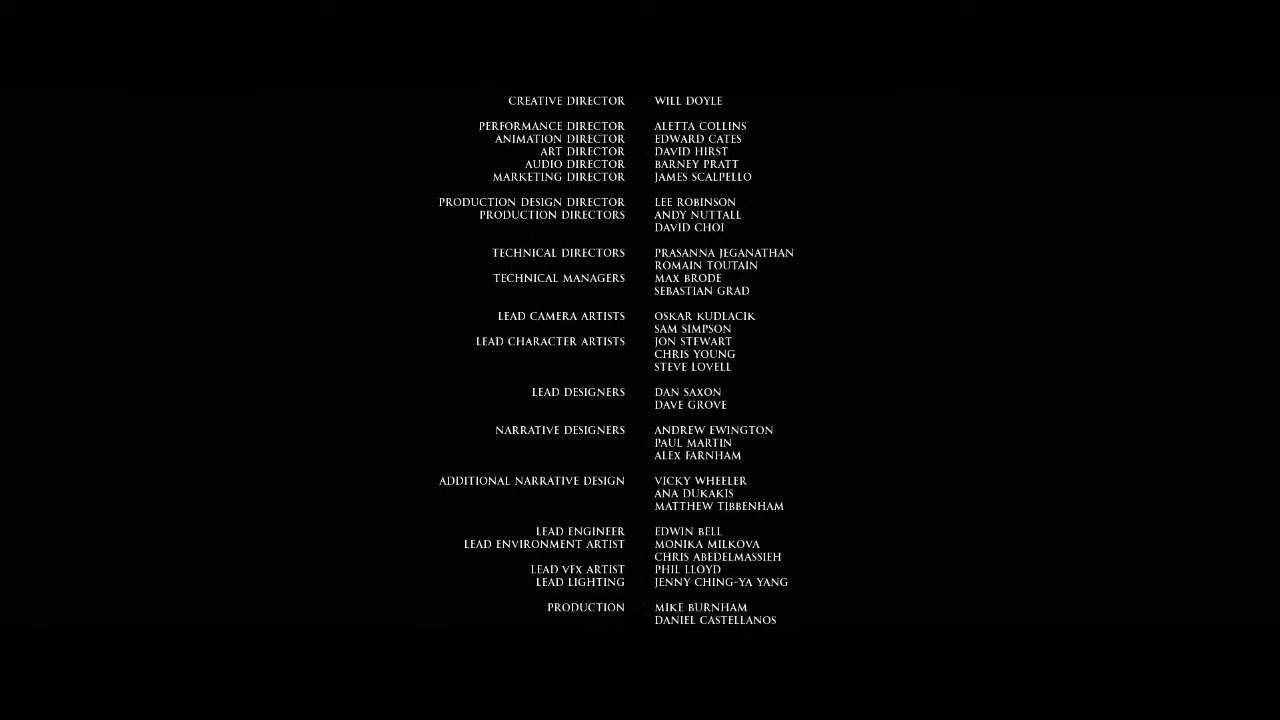 CREATIVE DIRECTOR WILL DOYLE
PERFORMANCE DIRECTOR ALETTA COLLINS
ANIMATION DIRECTOR EDWARD CATES
ART DIRECTOR DAVID HIRST
AUDIO DIRECTOR BARNEY PRATT
MARKETING DIRECTOR JAMES SCALPELLO
PRODUCTION DESIGN DIRECTOR LEE ROBINSON
PRODUCTION DIRECTORS ANDY NUTTALL
DAVID CHOI
TECHNICAL DIRECTORS PRASANNA JEGANATHAN
ROMAIN TOUTAIN
TECHNICAL MANAGERS MAX BRODE
SEBASTIAN GRAD
LEAD CAMERA ARTISTS OSKAR KUDLACIK
SAM SIMPSON
LEAD CHARACTER ARTISTS JON STEWART
CHRIS YOUNG
STEVE LOVELL
LEAD DESIGNERS DAN SAXON
DAVE GROVE
NARRATIVE DESIGNERS ANDREW EWINGTON
PAUL MARTIN
ALEX FARNHAM
ADDITIONAL NARRATIVE DESIGN VICKY WHEELER
ANA DUKAKIS
MATTHEW TIBBENHAM
LEAD ENGINEER EDWIN BELL
LEAD ENVIRONMENT ARTIST MONIKA MILKOVA
CHRIS ABEDELMASSIEH
LEAD VFX ARTIST PHIL LLOYD
LEAD LIGHTING JENNY CHING-YA YANG
PRODUCTION MIKE BURNHAM
DANIEL CASTELLANOS